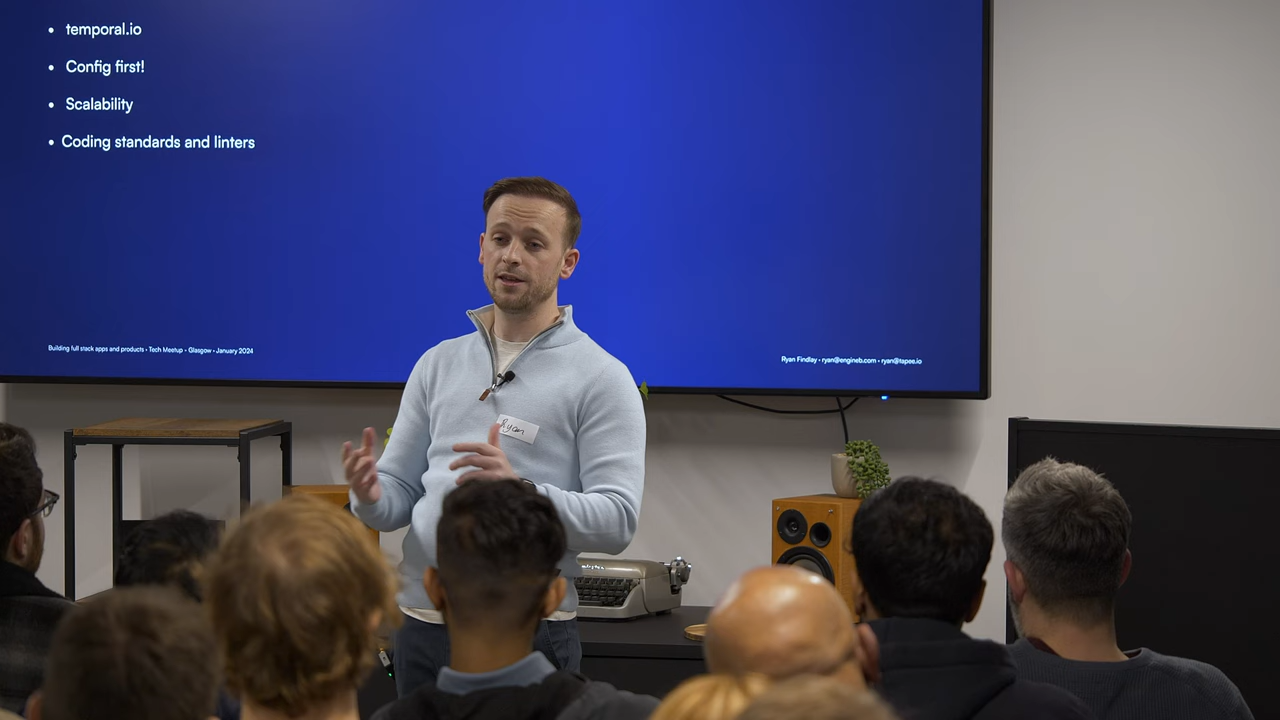 • temporal.io
• Config first!
• Scalability
• Coding standards and linters
Building full stack apps and products • Tech Meetup • Glasgow • January 2024
Ryan Findlay • ryan@engineb.com • ryan@tapee.io
Ryan